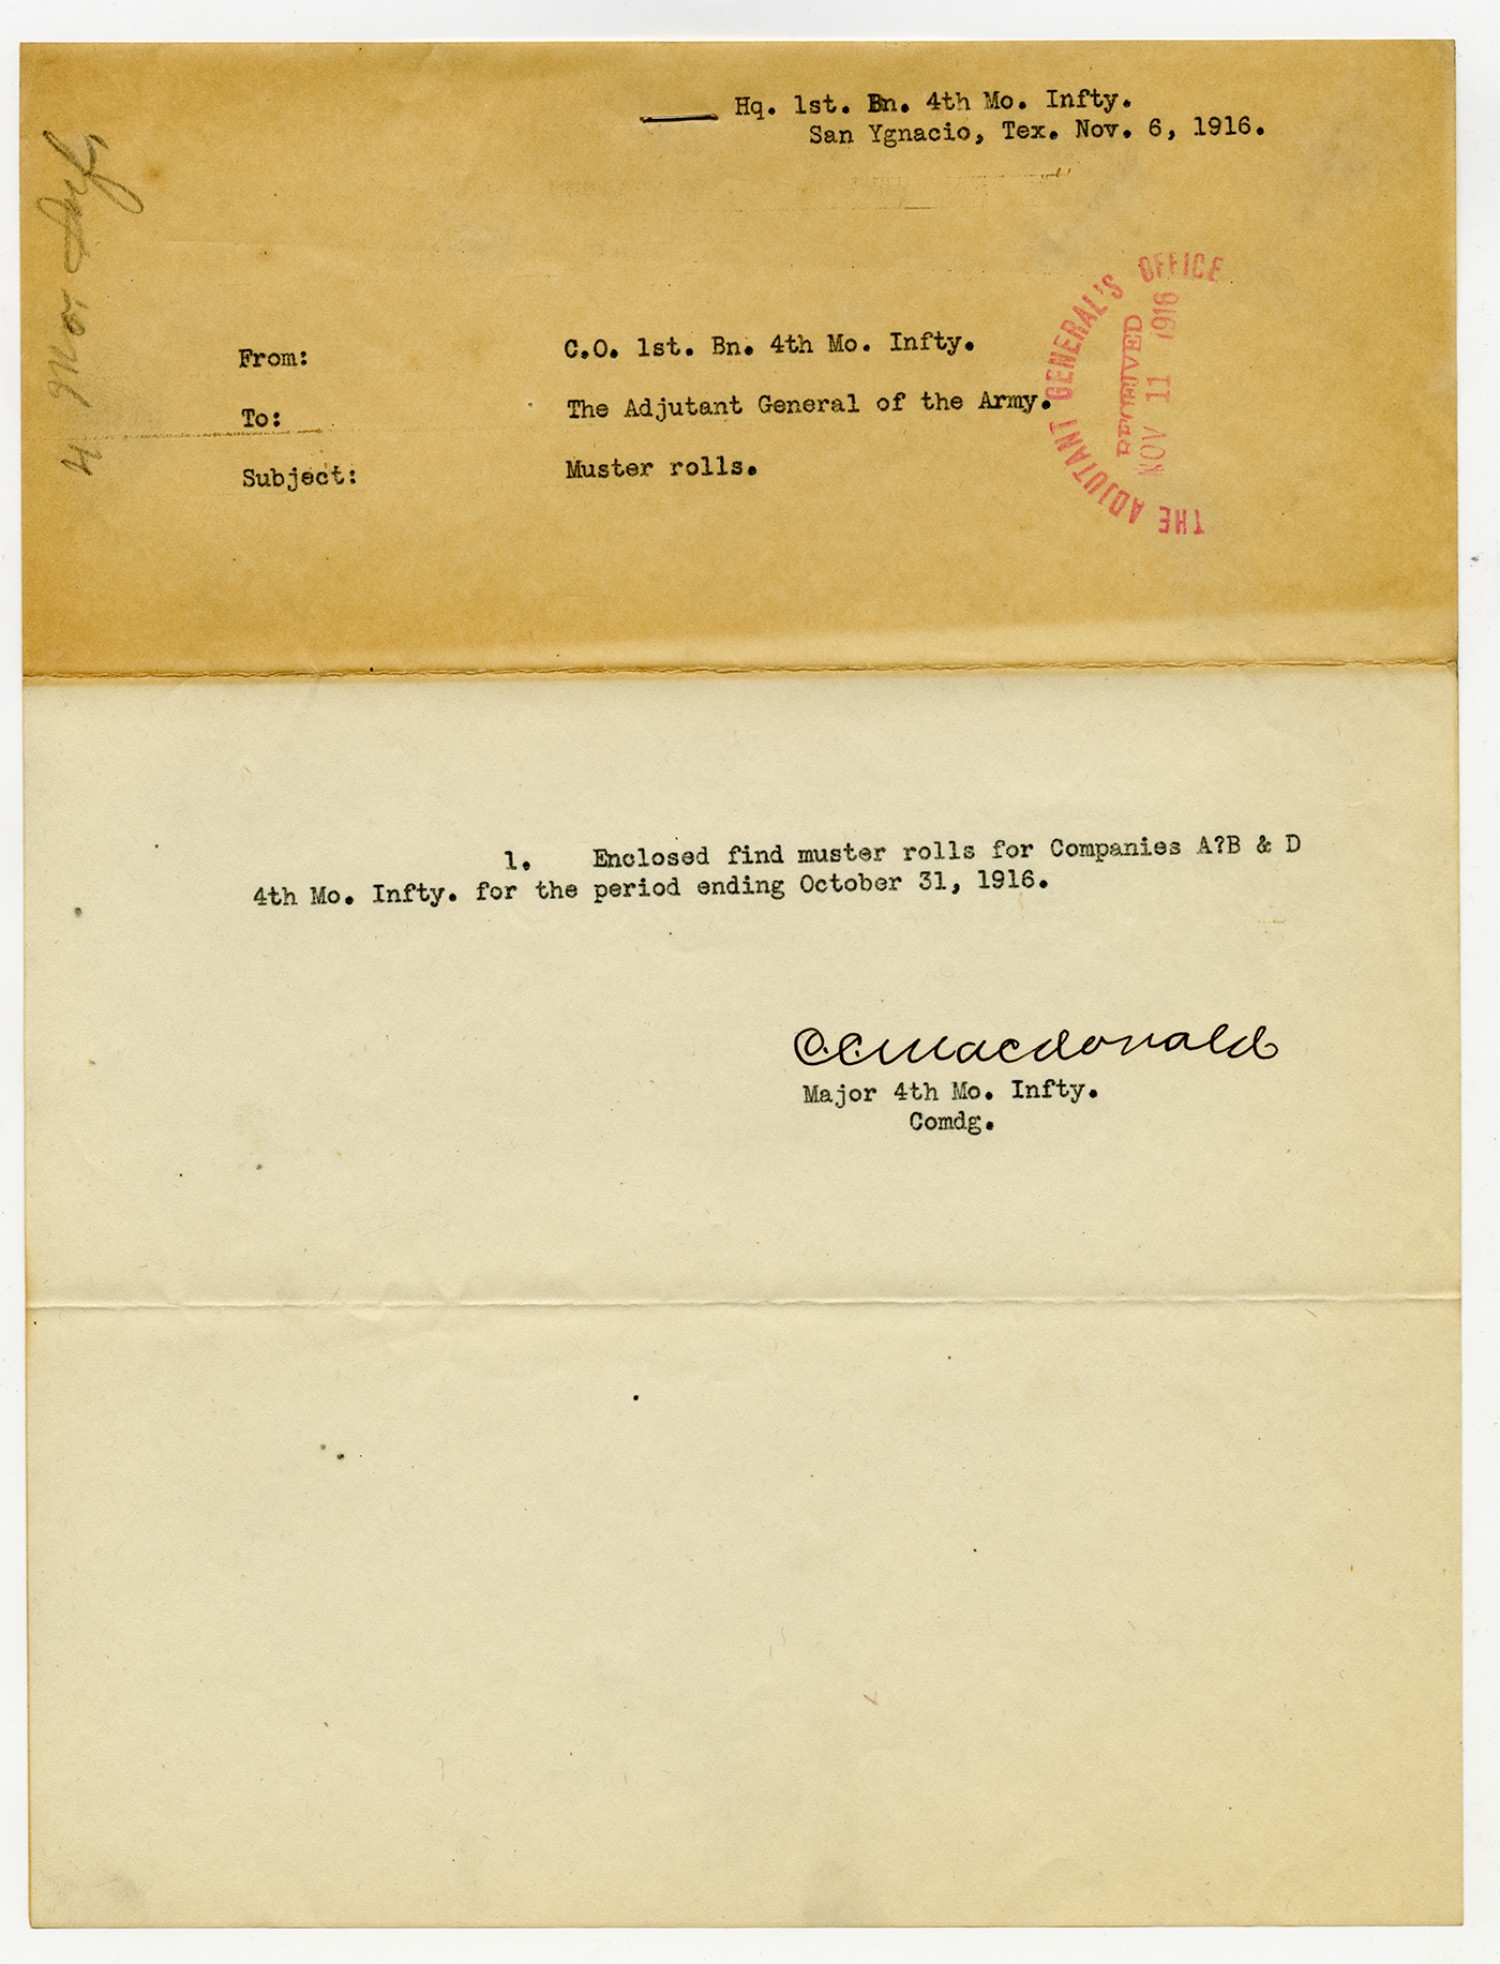 Hq. 1st. Bn. 4th Mo. Infty.
San Ygnacio, Tex. Nov. 6, 1916.
4 Mo. Inf.
THE ADJUTANT GENERAL'S OFFICE
RECEIVED
NOV 11 1916
From: C.O. 1st. Bn. 4th Mo. Infty.
To: The Adjutant General of the Army.
Subject: Muster rolls.
1. Enclosed find muster rolls for Companies A?B & D
4th Mo. Infty. for the period ending October 31, 1916.
C.C. Macdonald
Major 4th Mo. Infty.
Comdg.